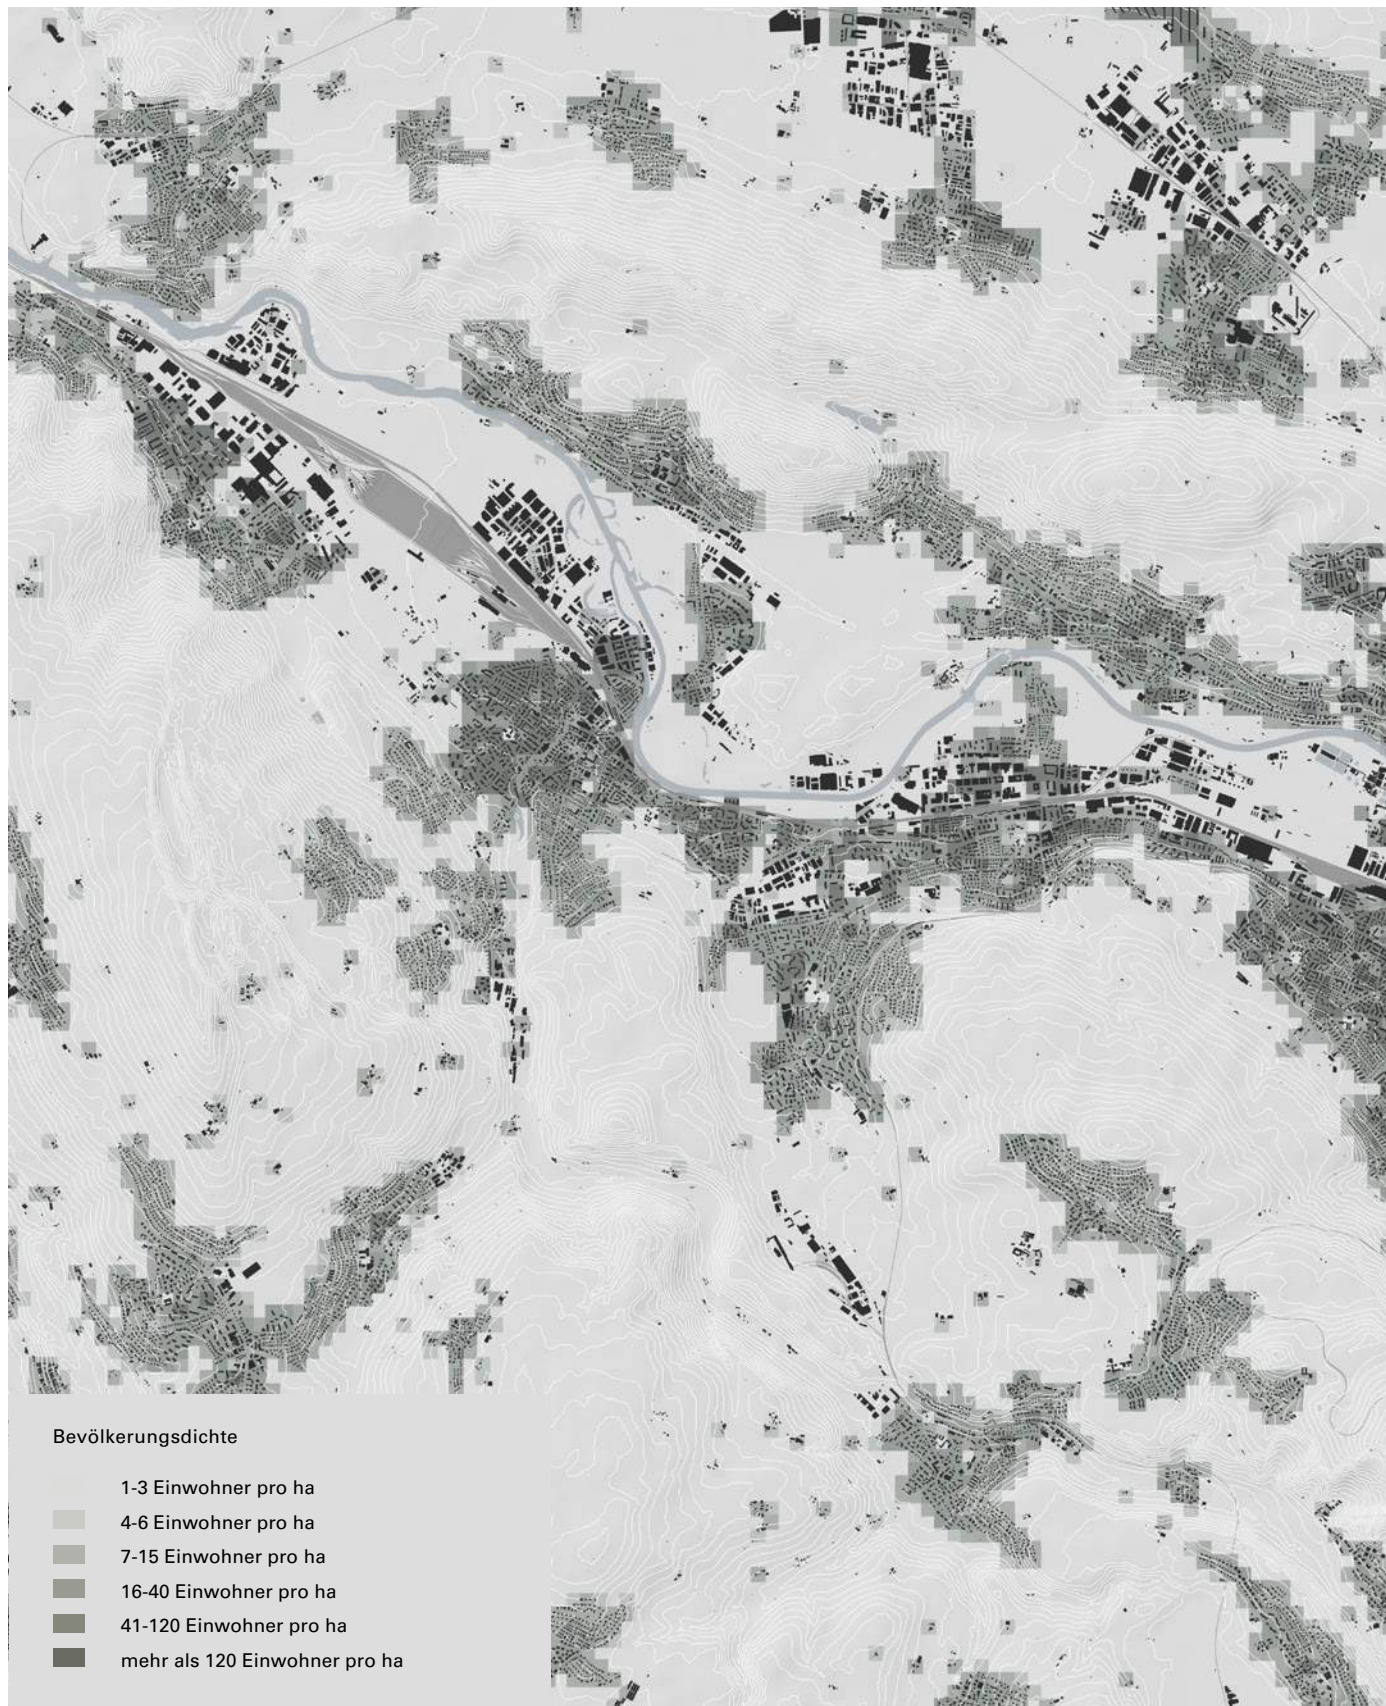 Bevölkerungsdichte
1-3 Einwohner pro ha
4-6 Einwohner pro ha
7-15 Einwohner pro ha
16-40 Einwohner pro ha
41-120 Einwohner pro ha
mehr als 120 Einwohner pro ha